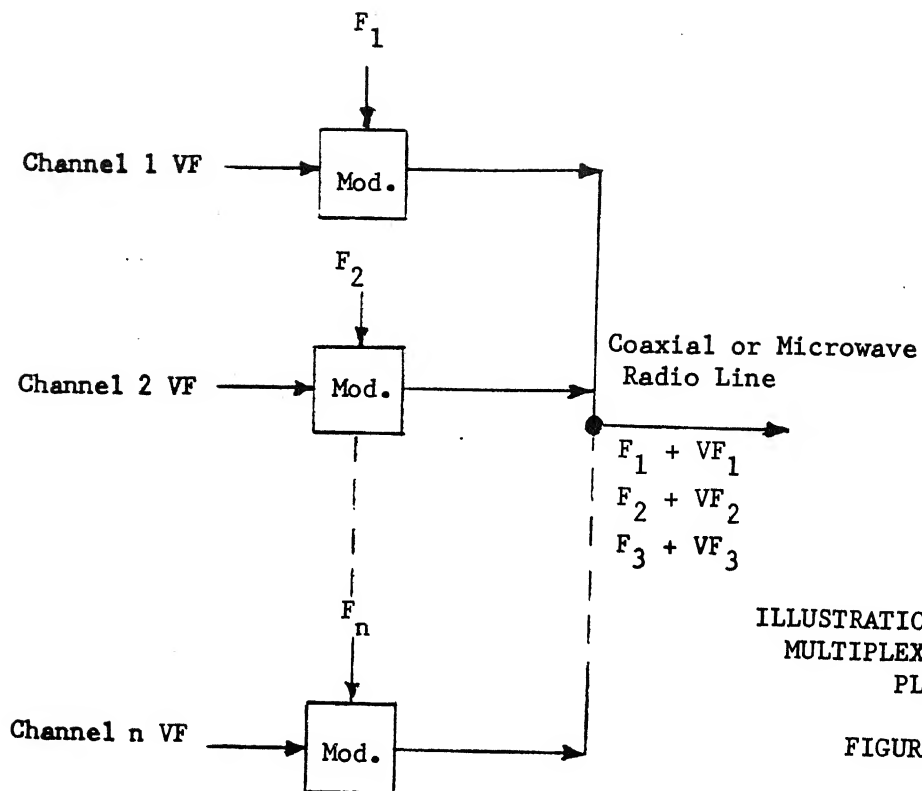 F1
Channel 1 VF
Mod.
F2
Channel 2 VF
Mod.
Coaxial or Microwave
Radio Line
F1 + VF1
F2 + VF2
F3 + VF3
Fn
Channel n VF
Mod.
ILLUSTRATIO
MULTIPLEX
PL
FIGUR